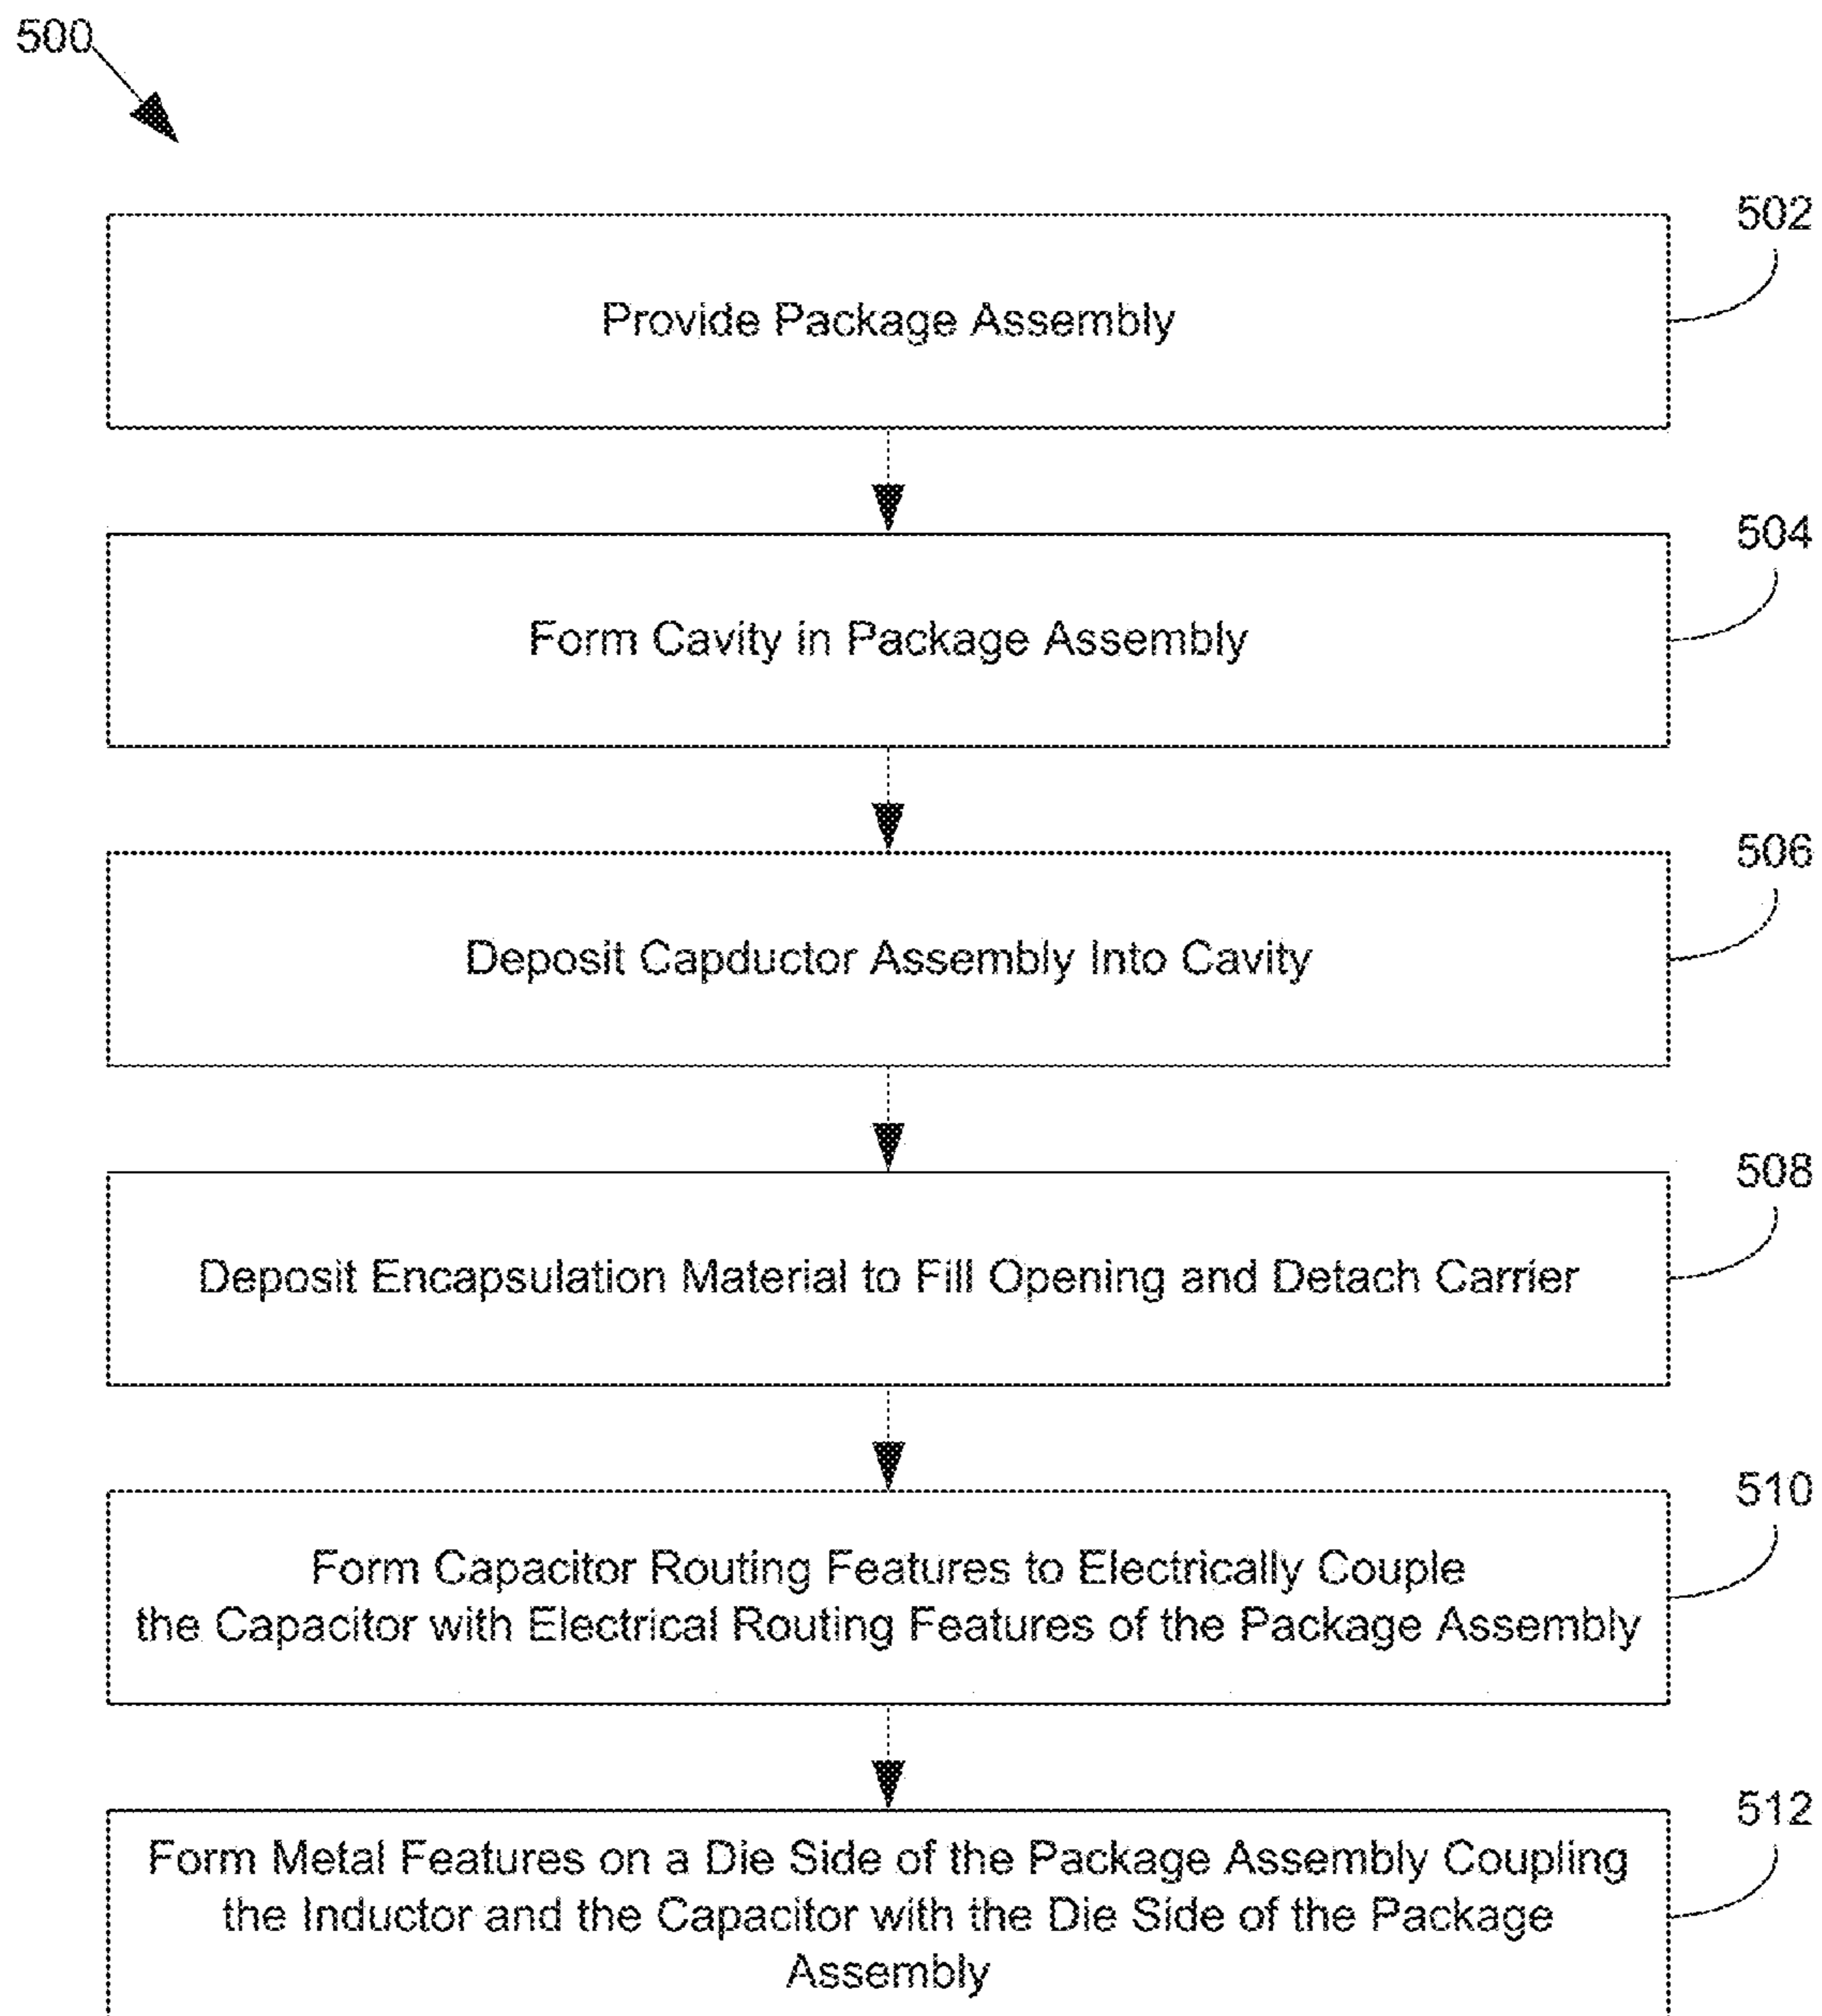 500
502
Provide Package Assembly
504
Form Cavity in Package Assembly
506
Deposit Capductor Assembly Into Cavity
508
Deposit Encapsulation Material to Fill Opening and Detach Carrier
510
Form Capacitor Routing Features to Electrically Couple
the Capacitor with Electrical Routing Features of the Package Assembly
512
Form Metal Features on a Die Side of the Package Assembly Coupling
the Inductor and the Capacitor with the Die Side of the Package
Assembly